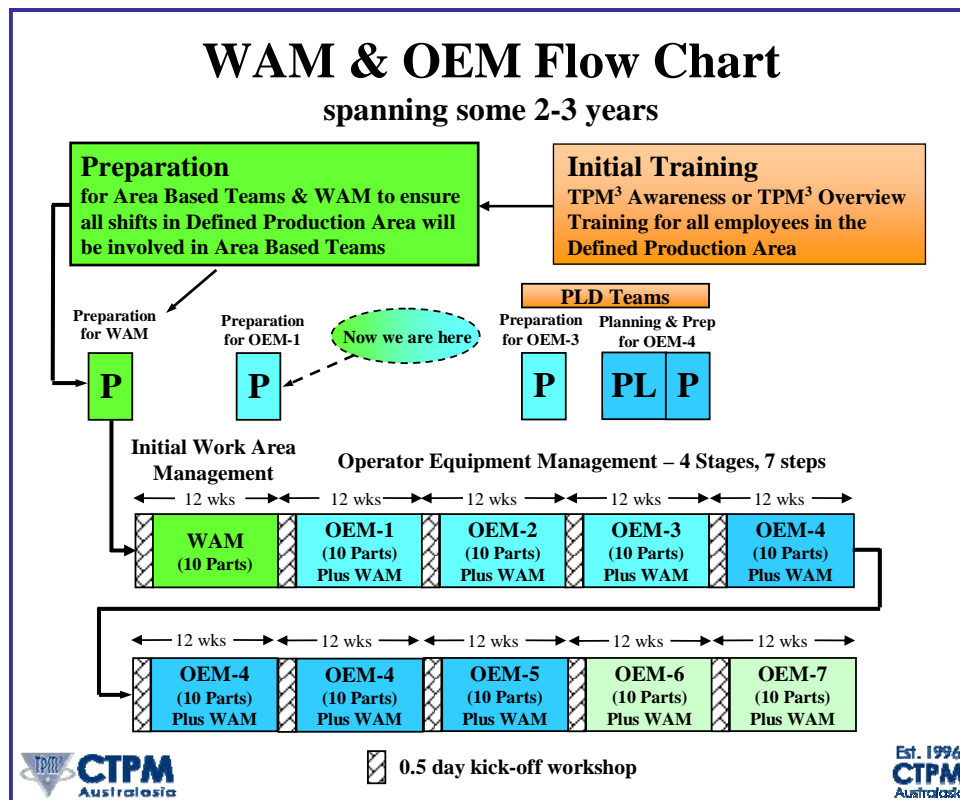 WAM & OEM Flow Chart
spanning some 2-3 years
Preparation
for Area Based Teams & WAM to ensure
all shifts in Defined Production Area will
be involved in Area Based Teams
Initial Training
TPM³ Awareness or TPM³ Overview
Training for all employees in the
Defined Production Area
PLD Teams
Preparation
for WAM
Preparation
for OEM-1
Now we are here
Preparation
for OEM-3
Planning & Prep
for OEM-4
P
P
P
PL
P
Initial Work Area
Management
Operator Equipment Management – 4 Stages, 7 steps
12 wks
12 wks
12 wks
12 wks
12 wks
WAM
(10 Parts)
OEM-1
(10 Parts)
Plus WAM
OEM-2
(10 Parts)
Plus WAM
OEM-3
(10 Parts)
Plus WAM
OEM-4
(10 Parts)
Plus WAM
12 wks
12 wks
12 wks
12 wks
12 wks
OEM-4
(10 Parts)
Plus WAM
OEM-4
(10 Parts)
Plus WAM
OEM-5
(10 Parts)
Plus WAM
OEM-6
(10 Parts)
Plus WAM
OEM-7
(10 Parts)
Plus WAM
TPM³
CTPM
Australasia
0.5 day kick-off workshop
Est. 1996
CTPM
Australasia